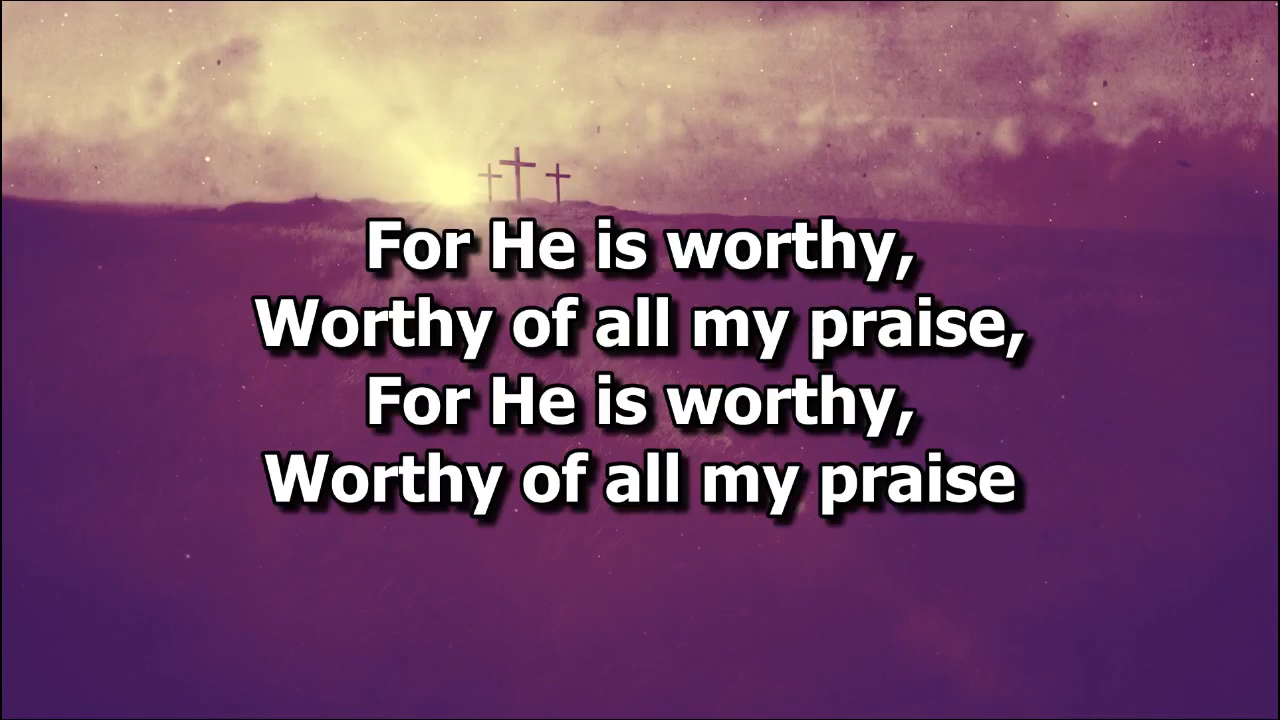 For He is worthy,
Worthy of all my praise,
For He is worthy,
Worthy of all my praise